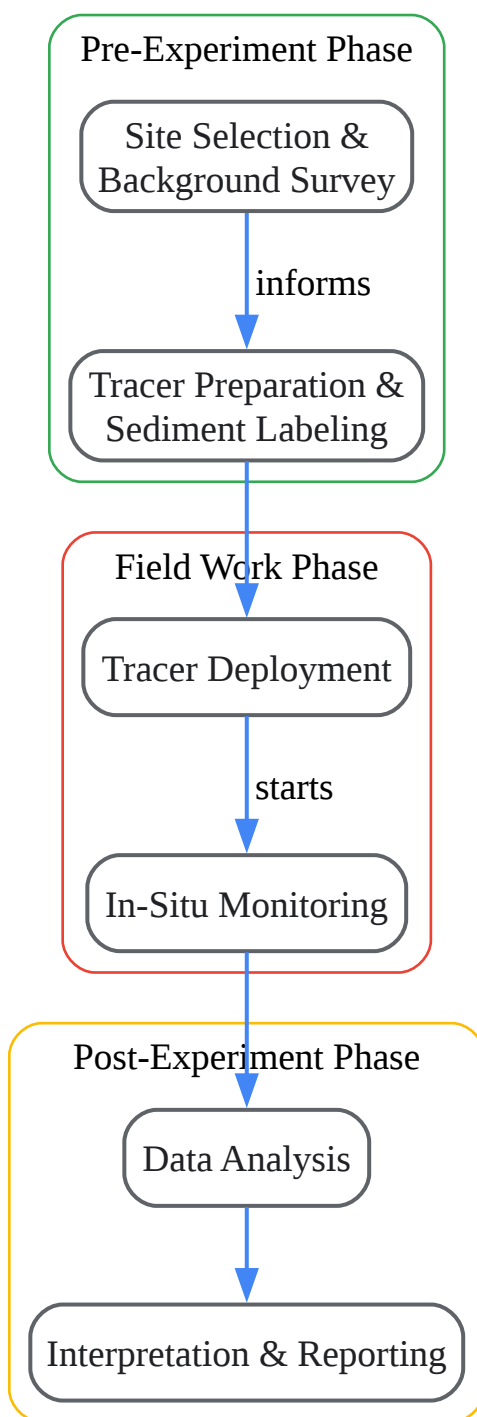 Pre-Experiment Phase
Site Selection &
Background Survey
informs
Tracer Preparation &
Sediment Labeling
Field Work Phase
Tracer Deployment
starts
In-Situ Monitoring
Post-Experiment Phase
Data Analysis
Interpretation & Reporting